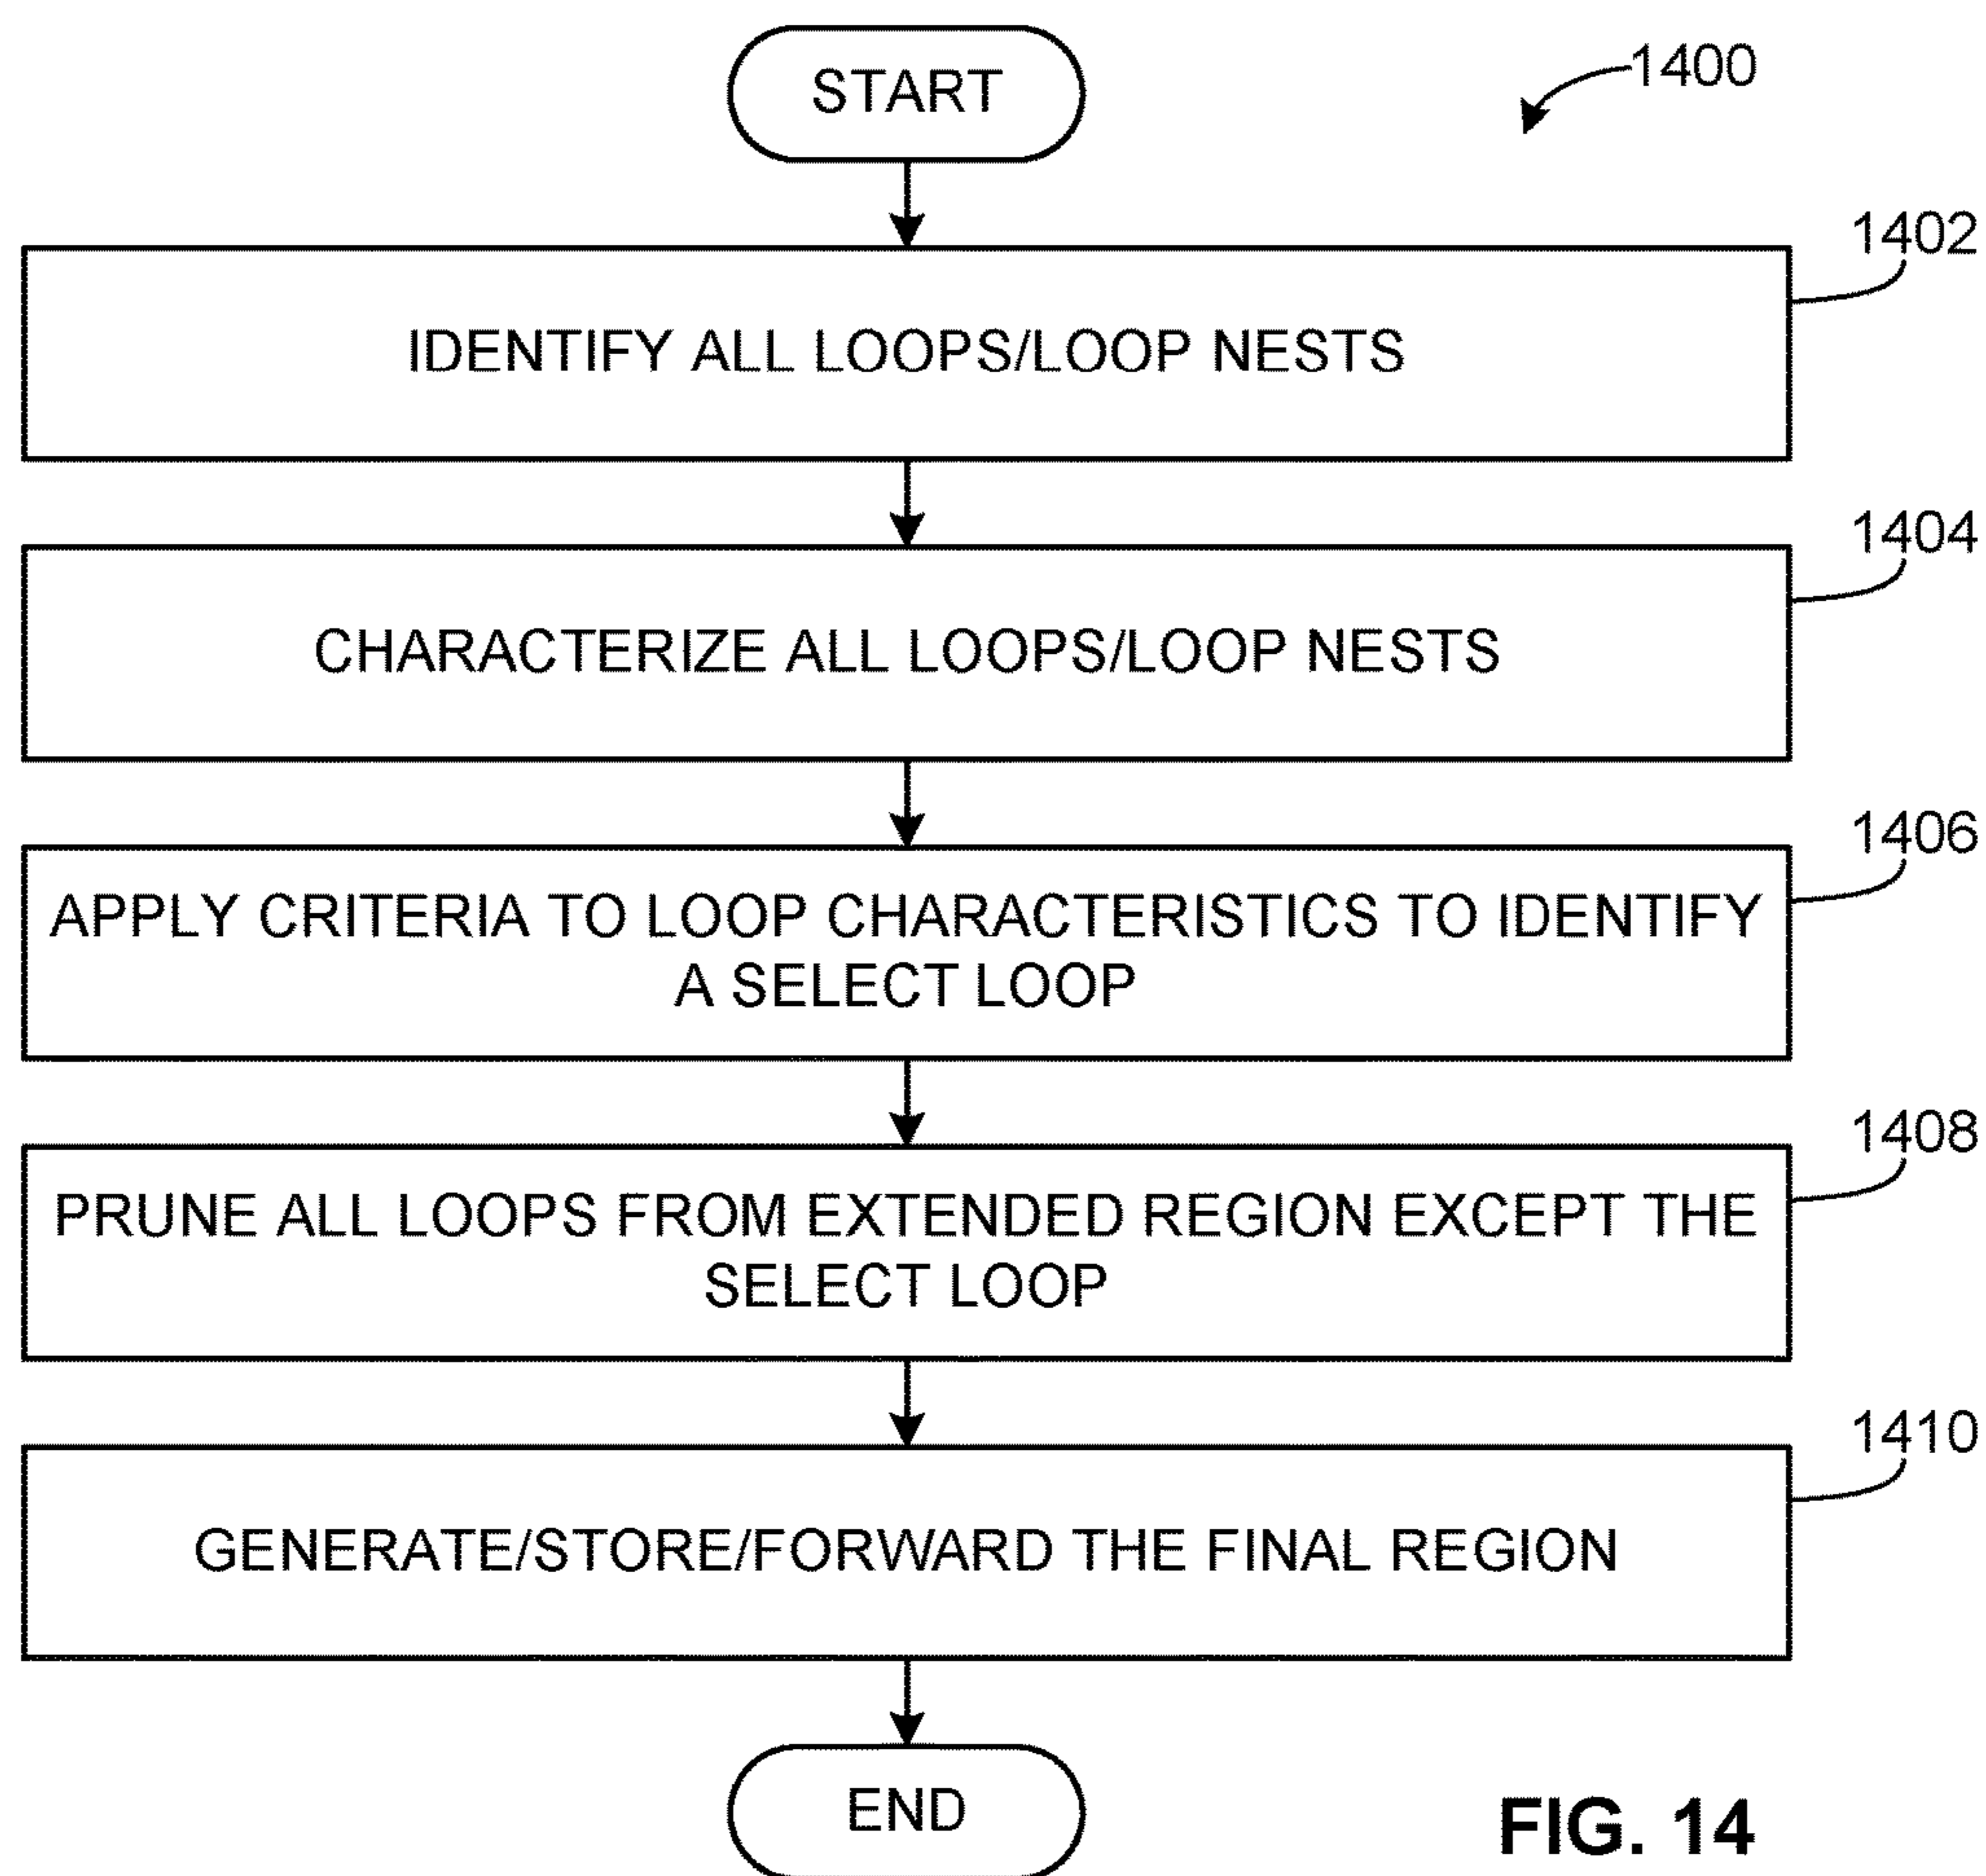 START
1400
1402
IDENTIFY ALL LOOPS/LOOP NESTS
1404
CHARACTERIZE ALL LOOPS/LOOP NESTS
1406
APPLY CRITERIA TO LOOP CHARACTERISTICS TO IDENTIFY
A SELECT LOOP
1408
PRUNE ALL LOOPS FROM EXTENDED REGION EXCEPT THE
SELECT LOOP
1410
GENERATE/STORE/FORWARD THE FINAL REGION
END
FIG. 14